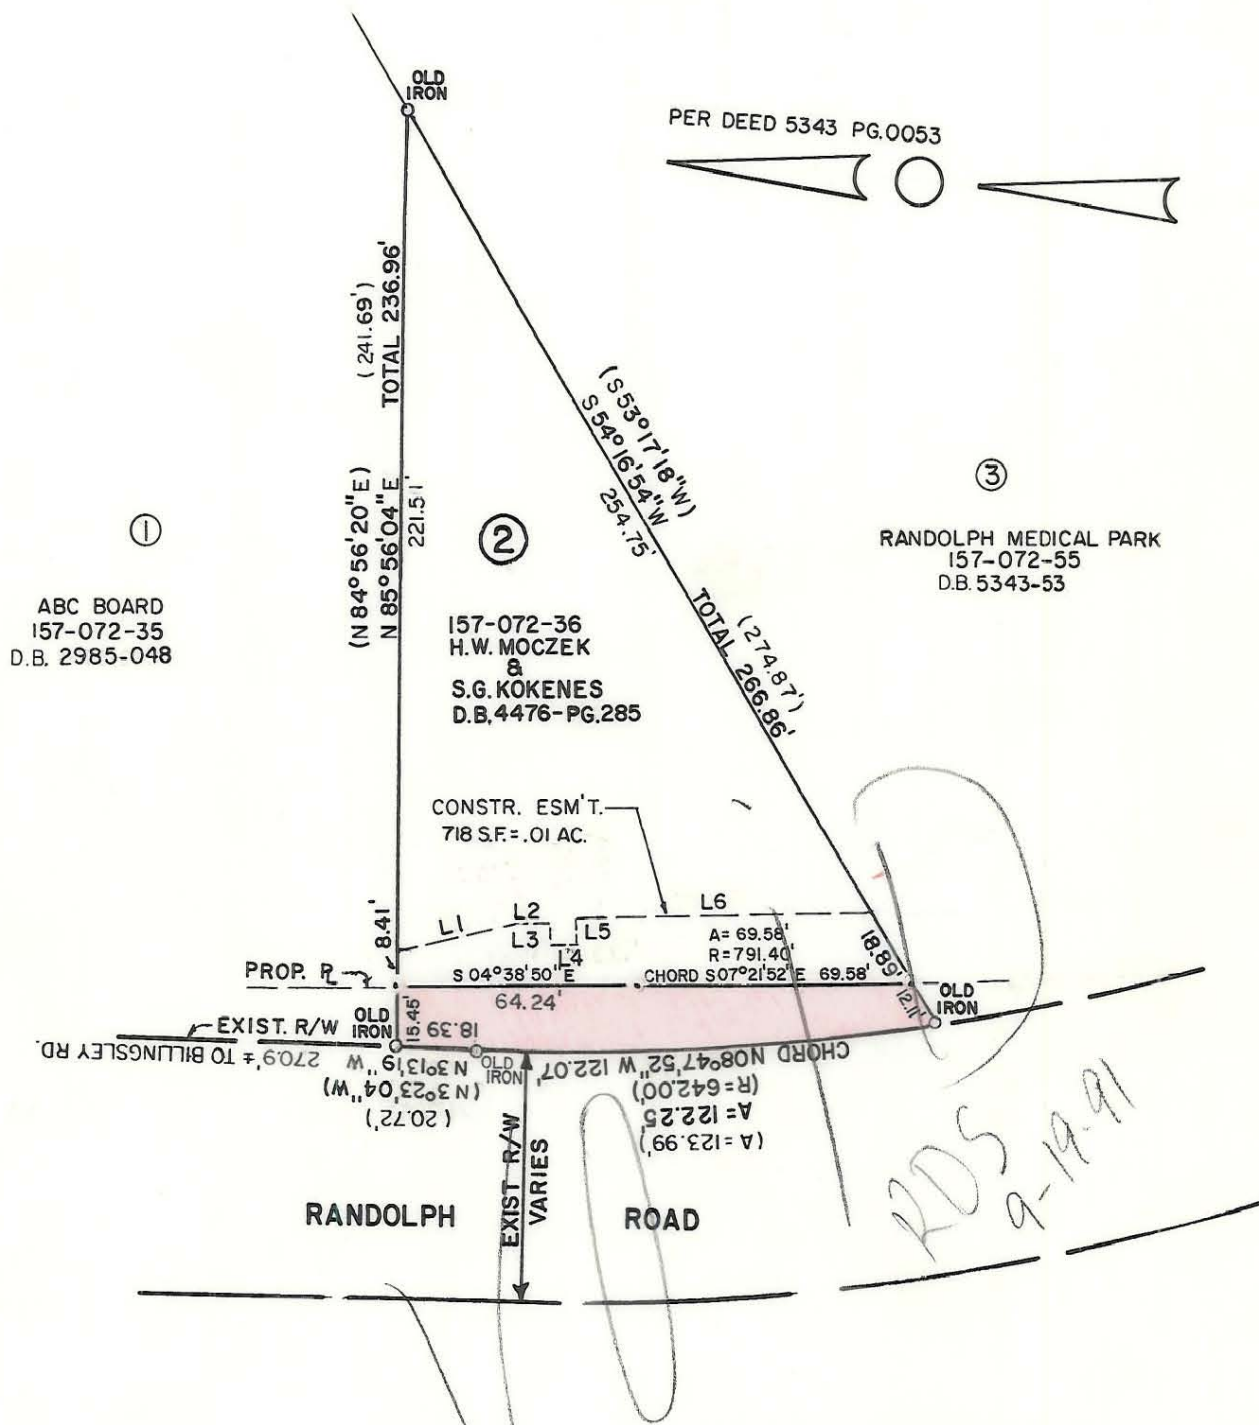 OLD
IRON
PER DEED 5343 PG.0053
(241.69')
TOTAL 236.96'
(N 84°56'20"E)
N 85°56'04"E
221.51'
(S 53°17'18"W)
S 54°16'54"W
254.75'
(274.87')
TOTAL 266.86'
1
ABC BOARD
157-072-35
D.B. 2985-048
2
157-072-36
H.W. MOCZEK
&
S.G. KOKENES
D.B. 4476-PG.285
3
RANDOLPH MEDICAL PARK
157-072-55
D.B. 5343-53
CONSTR. ESM'T.
718 S.F.= .01 AC.
8.41'
L1
L2
L3
L4
L5
L6
A= 69.58'
R=791.40'
18.89'
PROP. PL
S 04°38'50"E
CHORD S07°21'52"E 69.58'
64.24'
12.11'
OLD
IRON
EXIST. R/W
OLD
IRON
15.45'
18.39
270.9'± TO BILLINGSLEY RD.
N 3°13'19"W
(N 3°23'04"W)
(20.72')
OLD
IRON
CHORD N08°47'52"W 122.07'
(R=642.00')
A = 122.25'
(A=123.99')
EXIST R/W
VARIES
RANDOLPH ROAD
RDS
9-19-91